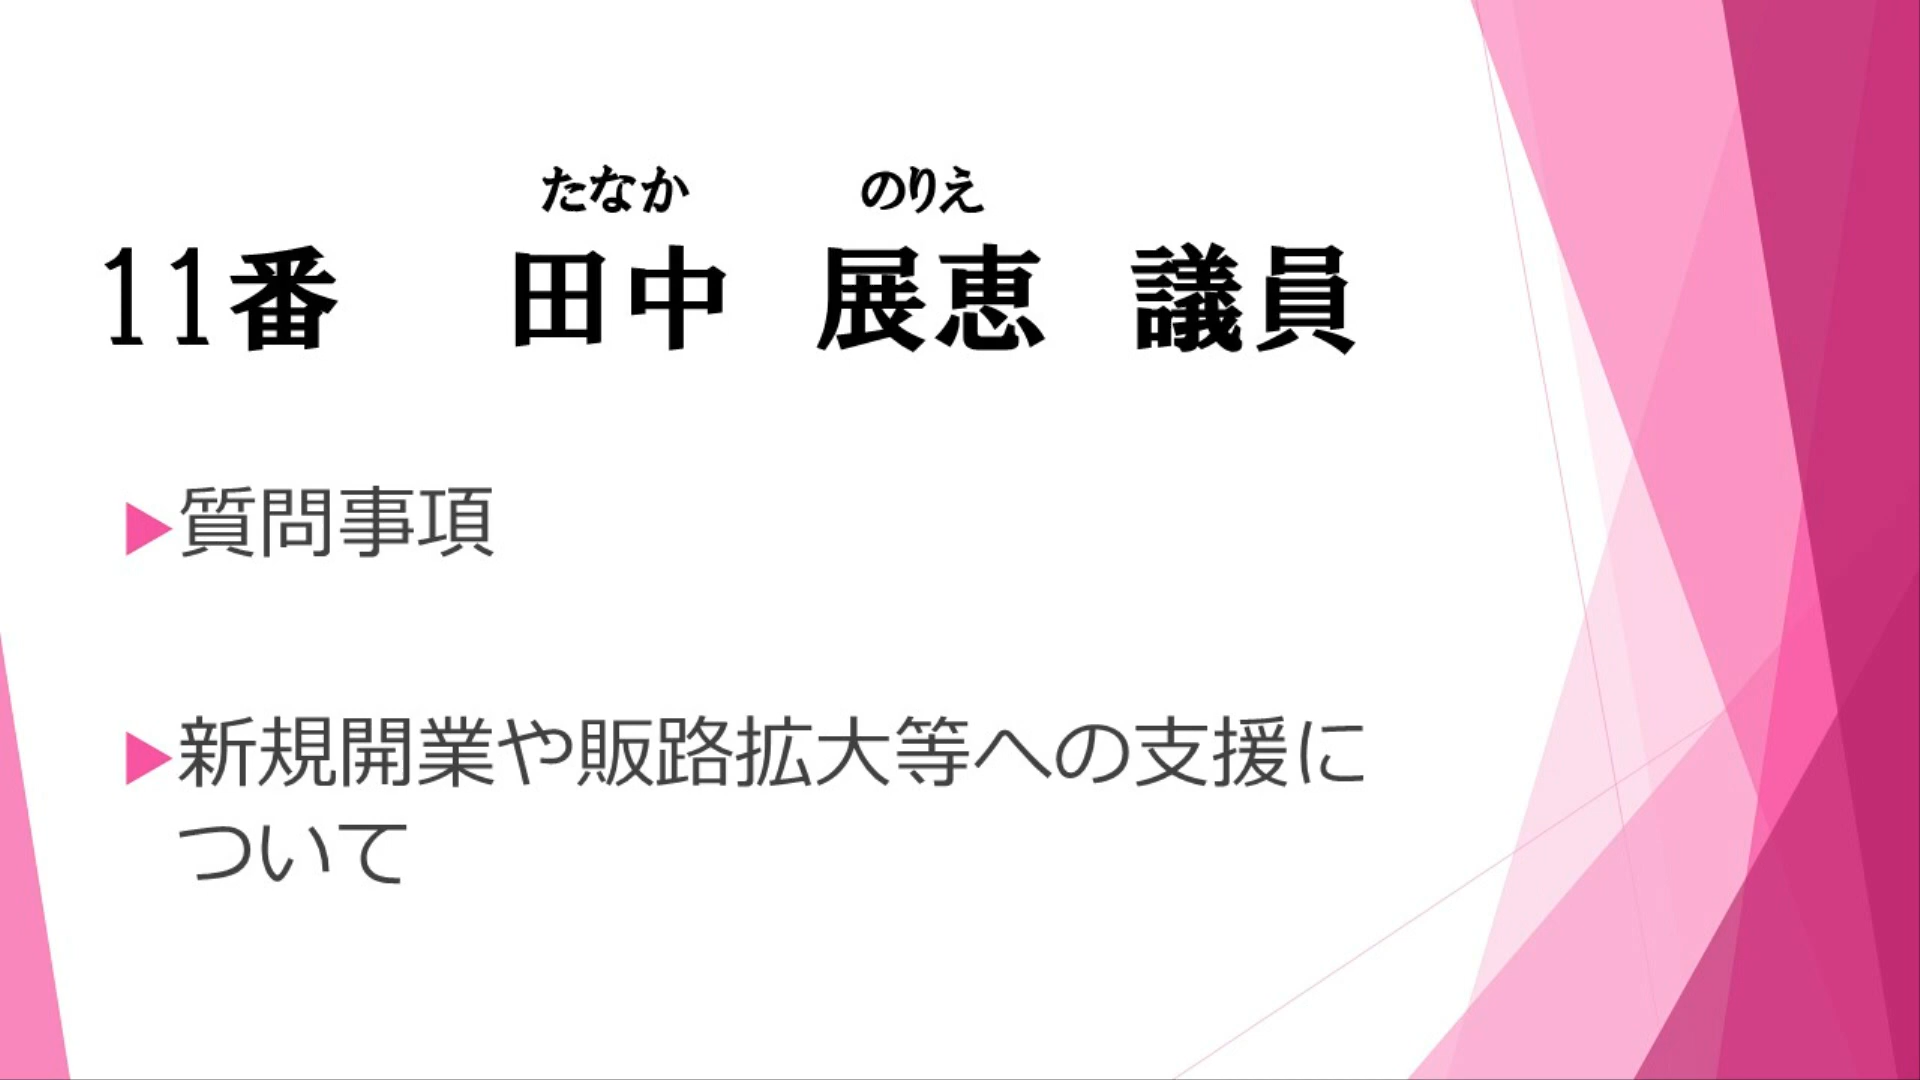 たなか のりえ
11番 田中 展恵 議員
▶質問事項
▶新規開業や販路拡大等への支援に
ついて